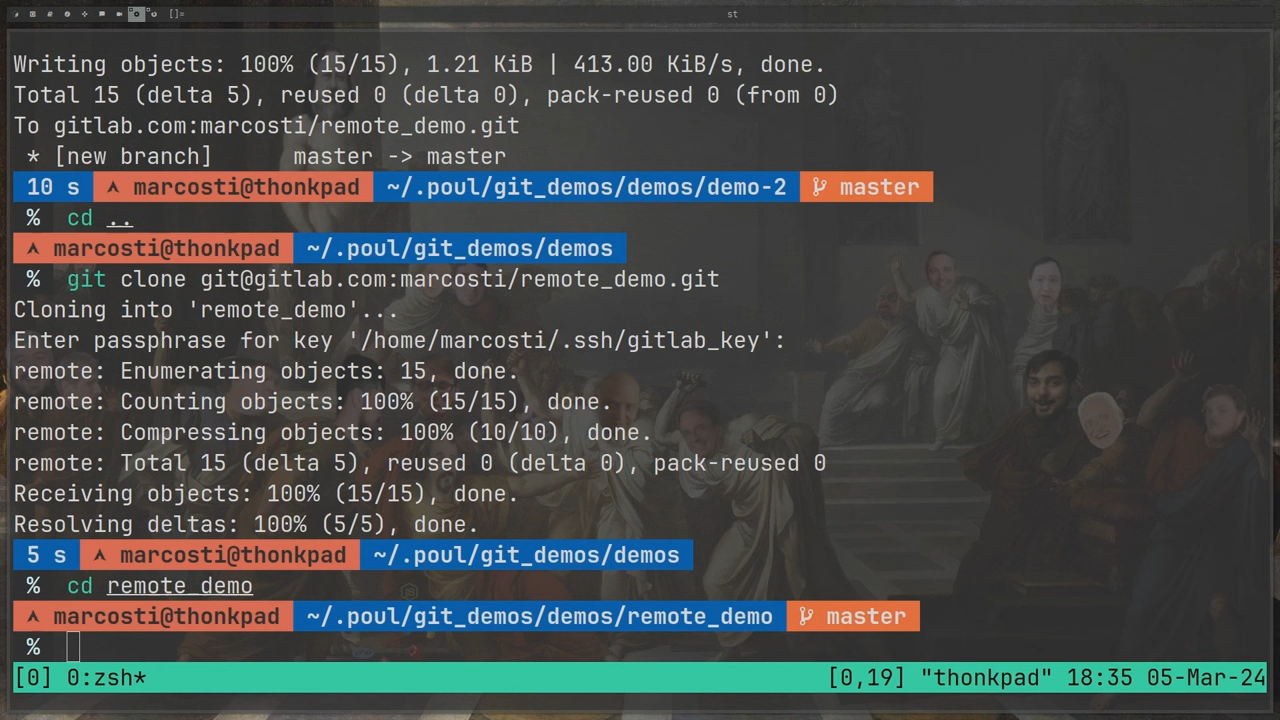 []= st
Writing objects: 100% (15/15), 1.21 KiB | 413.00 KiB/s, done.
Total 15 (delta 5), reused 0 (delta 0), pack-reused 0 (from 0)
To gitlab.com:marcosti/remote_demo.git
 * [new branch]      master -> master
10 s marcosti@thonkpad ~/.poul/git_demos/demos/demo-2 master
% cd ..
marcosti@thonkpad ~/.poul/git_demos/demos
% git clone git@gitlab.com:marcosti/remote_demo.git
Cloning into 'remote_demo'...
Enter passphrase for key '/home/marcosti/.ssh/gitlab_key':
remote: Enumerating objects: 15, done.
remote: Counting objects: 100% (15/15), done.
remote: Compressing objects: 100% (10/10), done.
remote: Total 15 (delta 5), reused 0 (delta 0), pack-reused 0
Receiving objects: 100% (15/15), done.
Resolving deltas: 100% (5/5), done.
5 s marcosti@thonkpad ~/.poul/git_demos/demos
% cd remote_demo
marcosti@thonkpad ~/.poul/git_demos/demos/remote_demo master
%
[0] 0:zsh* [0,19] "thonkpad" 18:35 05-Mar-24